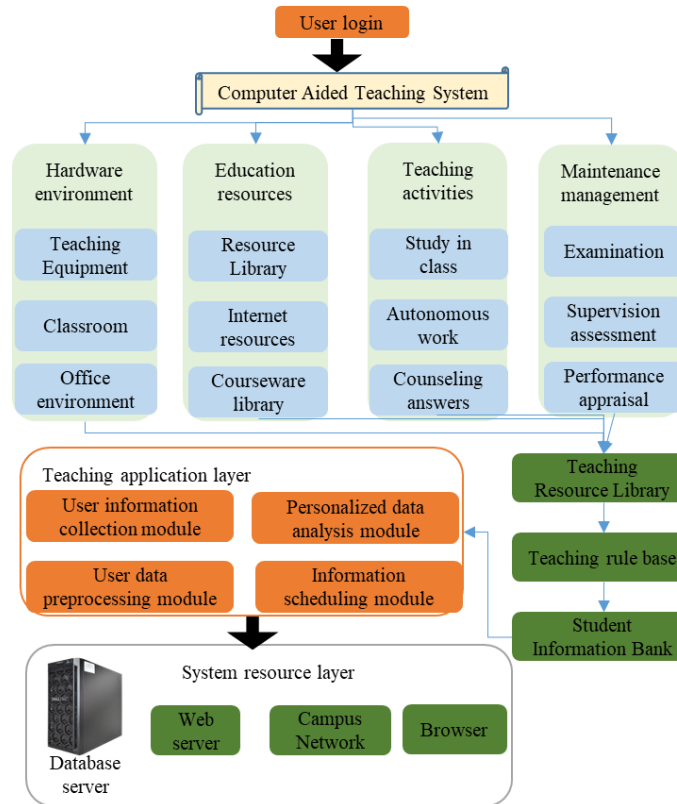 User login
Computer Aided Teaching System
Hardware
environment
Teaching
Equipment
Classroom
Office
environment
Education
resources
Resource
Library
Internet
resources
Courseware
library
Teaching
activities
Study in
class
Autonomous
work
Counseling
answers
Maintenance
management
Examination
Supervision
assessment
Performance
appraisal
Teaching
Resource Library
Teaching rule base
Student
Information Bank
Teaching application layer
User information
collection module
Personalized data
analysis module
User data
preprocessing module
Information
scheduling module
System resource layer
Database
server
Web
server
Campus
Network
Browser